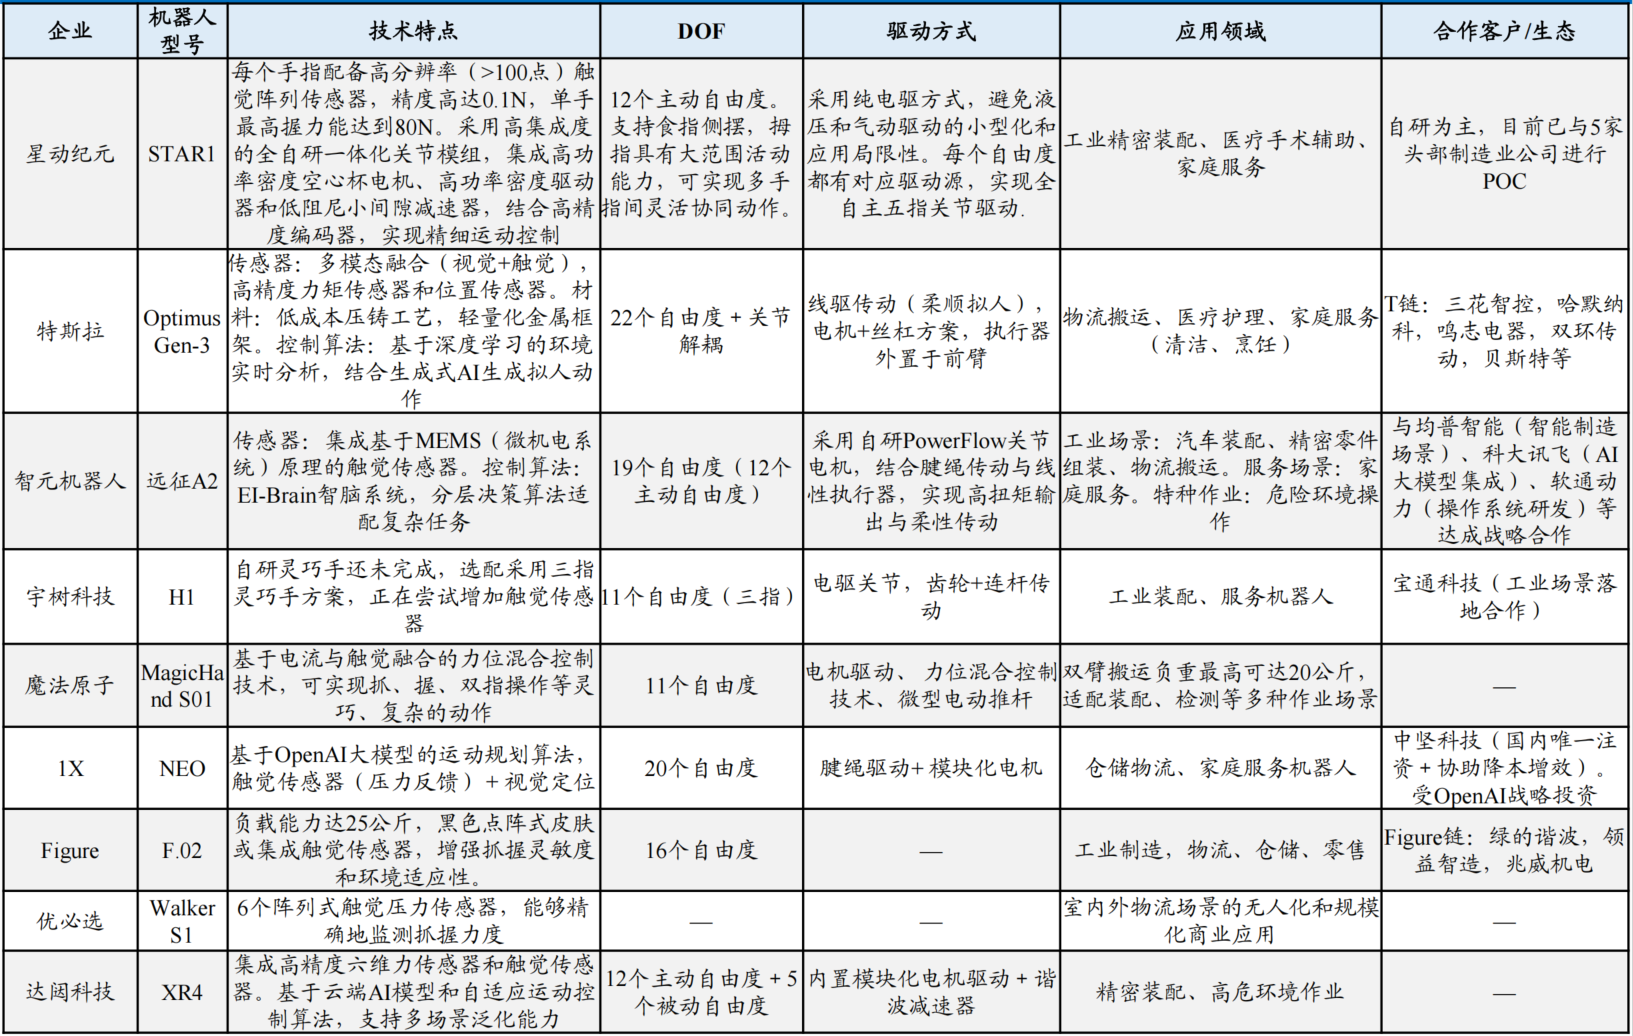 企业
机器人
型号
技术特点
DOF
驱动方式
应用领域
合作客户/生态
星动纪元
STAR1
每个手指配备高分辨率（>100点）触
觉阵列传感器，精度高达0.1N，单手
最高握力能达到80N。采用高集成度
的全自研一体化关节模组，集成高功
率密度空心杯电机、高功率密度驱动
器和低阻尼小间隙减速器，结合高精
度编码器，实现精细运动控制
12个主动自由度。
支持食指侧摆，拇
指具有大范围活动
能力，可实现多手
指间灵活协同动作。
采用纯电驱方式，避免液
压和气动驱动的小型化和
应用局限性。每个自由度
都有对应驱动源，实现全
自主五指关节驱动.
工业精密装配、医疗手术辅助、
家庭服务
自研为主，目前已与5家
头部制造业公司进行
POC
特斯拉
Optimus
Gen-3
传感器：多模态融合（视觉+触觉），
高精度力矩传感器和位置传感器。材
料：低成本压铸工艺，轻量化金属框
架。控制算法：基于深度学习的环境
实时分析，结合生成式AI生成拟人动
作
22个自由度＋关节
解耦
线驱传动（柔顺拟人），
电机+丝杠方案，执行器
外置于前臂
物流搬运、医疗护理、家庭服务
（清洁、烹饪）
T链：三花智控，哈默纳
科，鸣志电器，双环传
动，贝斯特等
智元机器人
远征A2
传感器：集成基于MEMS（微机电系
统）原理的触觉传感器。控制算法：
EI-Brain智脑系统，分层决策算法适
配复杂任务
19个自由度（12个
主动自由度）
采用自研PowerFlow关节
电机，结合腱绳传动与线
性执行器，实现高扭矩输
出与柔性传动
工业场景：汽车装配、精密零件
组装、物流搬运。服务场景：家
庭服务。特种作业：危险环境操
作
与均普智能（智能制造
场景）、科大讯飞（AI
大模型集成）、软通动
力（操作系统研发）等
达成战略合作
宇树科技
H1
自研灵巧手还未完成，选配采用三指
灵巧手方案，正在尝试增加触觉传感
器
11个自由度（三指）
电驱关节，齿轮+连杆传
动
工业装配、服务机器人
宝通科技（工业场景落
地合作）
魔法原子
MagicHa
nd S01
基于电流与触觉融合的力位混合控制
技术，可实现抓、握、双指操作等灵
巧、复杂的动作
11个自由度
电机驱动、力位混合控制
技术、微型电动推杆
双臂搬运负重最高可达20公斤，
适配装配、检测等多种作业场景
—
1X
NEO
基于OpenAI大模型的运动规划算法，
触觉传感器（压力反馈）＋视觉定位
20个自由度
腱绳驱动+模块化电机
仓储物流、家庭服务机器人
中坚科技（国内唯一注
资＋协助降本增效）。
受OpenAI战略投资
Figure
F.02
负载能力达25公斤，黑色点阵式皮肤
或集成触觉传感器，增强抓握灵敏度
和环境适应性。
16个自由度
—
工业制造，物流、仓储、零售
Figure链：绿的谐波，领
益智造，兆威机电
优必选
Walker
S1
6个阵列式触觉压力传感器，能够精
确地监测抓握力度
—
—
室内外物流场景的无人化和规模
化商业应用
—
达闼科技
XR4
集成高精度六维力传感器和触觉传感
器。基于云端AI模型和自适应运动控
制算法，支持多场景泛化能力
12个主动自由度＋5
个被动自由度
内置模块化电机驱动＋谐
波减速器
精密装配、高危环境作业
—